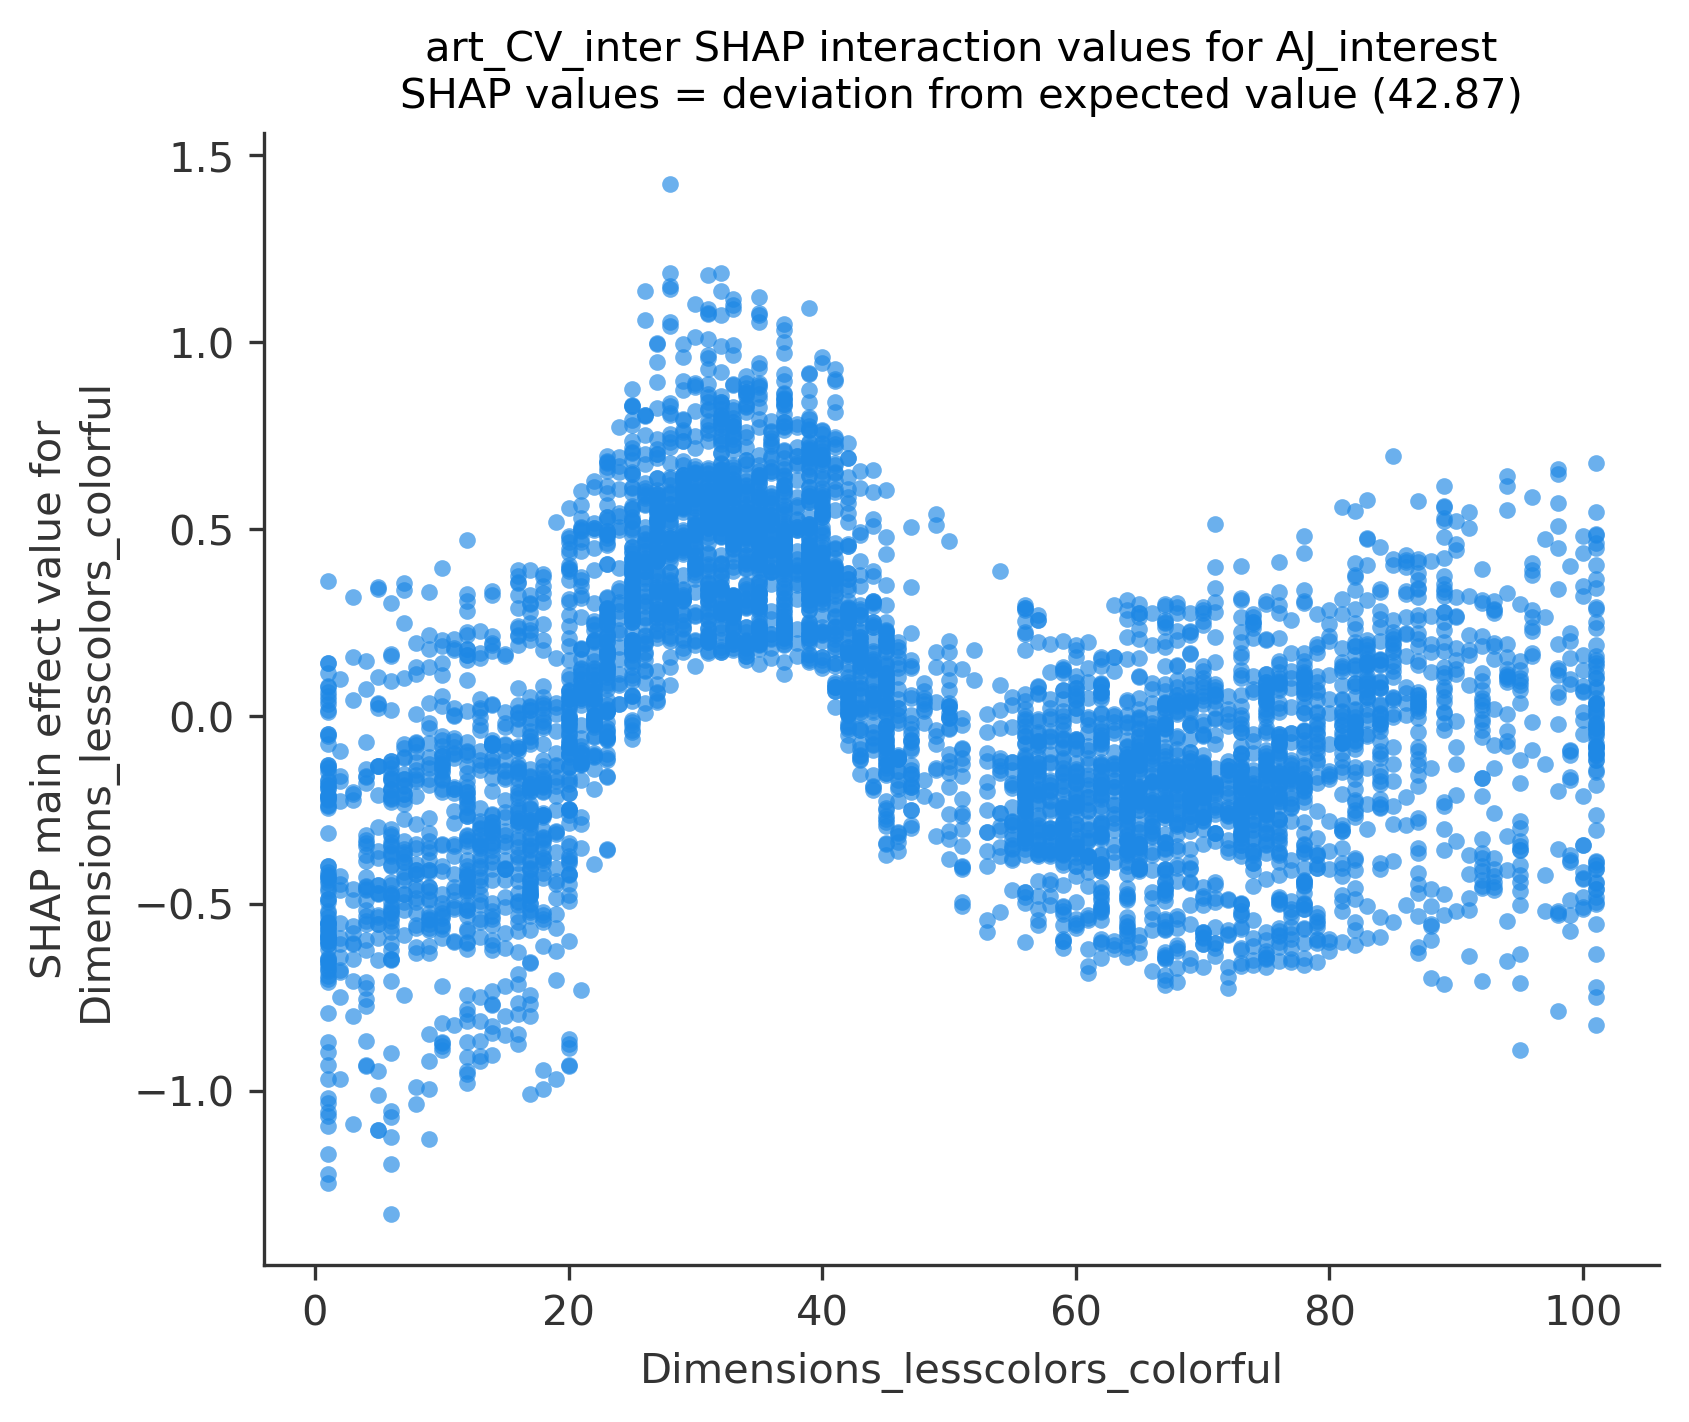 art_CV_inter SHAP interaction values for AJ_interest
SHAP values = deviation from expected value (42.87)
SHAP main effect value for
Dimensions_lesscolors_colorful
1.5
1.0
0.5
0.0
−0.5
−1.0
0
20
40
60
80
100
Dimensions_lesscolors_colorful